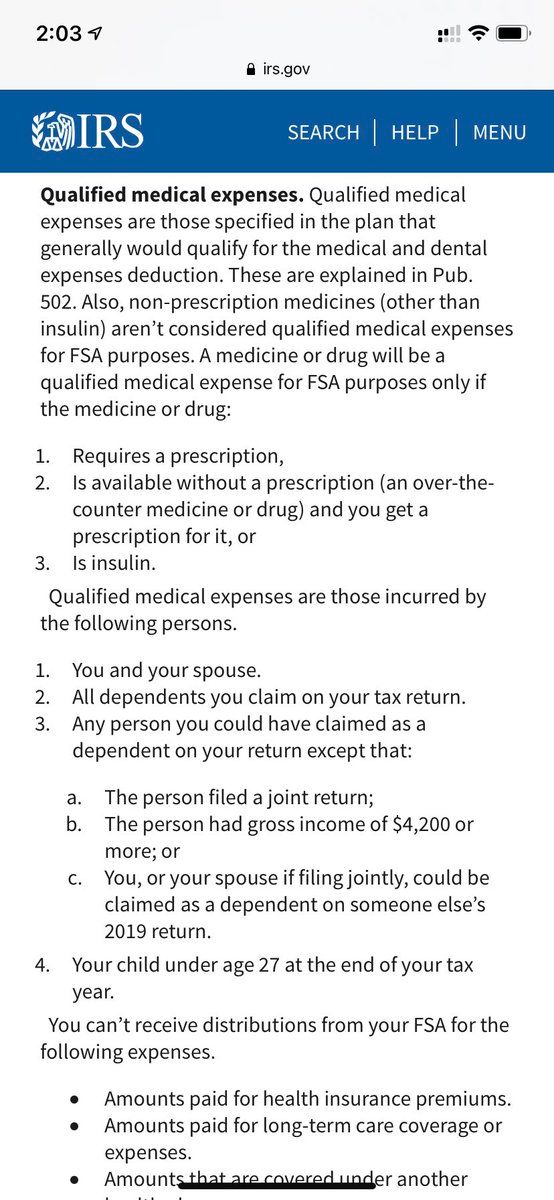 2:03
irs.gov
IRS
SEARCH | HELP | MENU
Qualified medical expenses. Qualified medical
expenses are those specified in the plan that
generally would qualify for the medical and dental
expenses deduction. These are explained in Pub.
502. Also, non-prescription medicines (other than
insulin) aren’t considered qualified medical expenses
for FSA purposes. A medicine or drug will be a
qualified medical expense for FSA purposes only if
the medicine or drug:
1. Requires a prescription,
2. Is available without a prescription (an over-the-
counter medicine or drug) and you get a
prescription for it, or
3. Is insulin.
Qualified medical expenses are those incurred by
the following persons.
1. You and your spouse.
2. All dependents you claim on your tax return.
3. Any person you could have claimed as a
dependent on your return except that:
a. The person filed a joint return;
b. The person had gross income of $4,200 or
more; or
c. You, or your spouse if filing jointly, could be
claimed as a dependent on someone else’s
2019 return.
4. Your child under age 27 at the end of your tax
year.
You can’t receive distributions from your FSA for the
following expenses.
• Amounts paid for health insurance premiums.
• Amounts paid for long-term care coverage or
expenses.
• Amounts that are covered under another